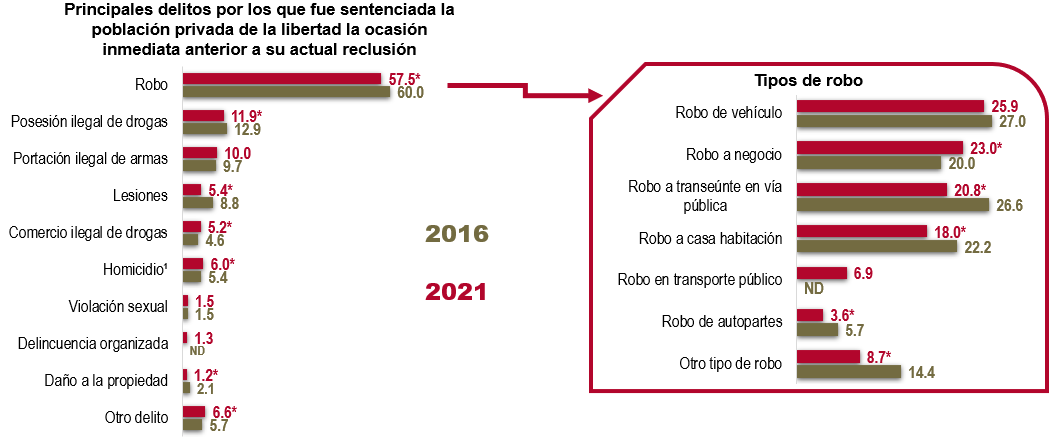 Principales delitos por los que fue sentenciada la
población privada de la libertad la ocasión
inmediata anterior a su actual reclusión
Robo
57.5*
60.0
Posesión ilegal de drogas
11.9*
12.9
Portación ilegal de armas
10.0
9.7
Lesiones
5.4*
8.8
Comercio ilegal de drogas
5.2*
4.6
Homicidio¹
6.0*
5.4
Violación sexual
1.5
1.5
Delincuencia organizada
1.3
ND
Daño a la propiedad
1.2*
2.1
Otro delito
6.6*
5.7
2016
2021
Tipos de robo
Robo de vehículo
25.9
27.0
Robo a negocio
23.0*
20.0
Robo a transeúnte en vía
pública
20.8*
26.6
Robo a casa habitación
18.0*
22.2
Robo en transporte público
6.9
ND
Robo de autopartes
3.6*
5.7
Otro tipo de robo
8.7*
14.4